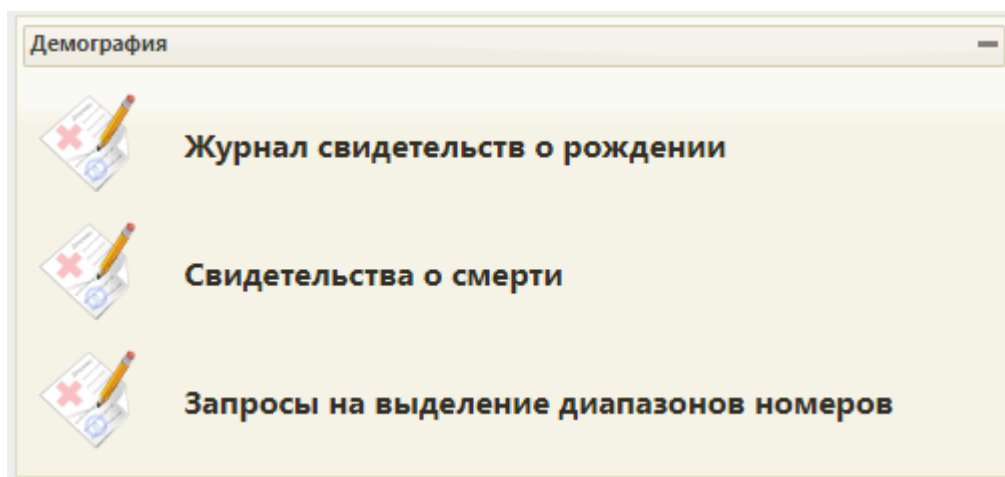 Демография
Журнал свидетельств о рождении
Свидетельства о смерти
Запросы на выделение диапазонов номеров